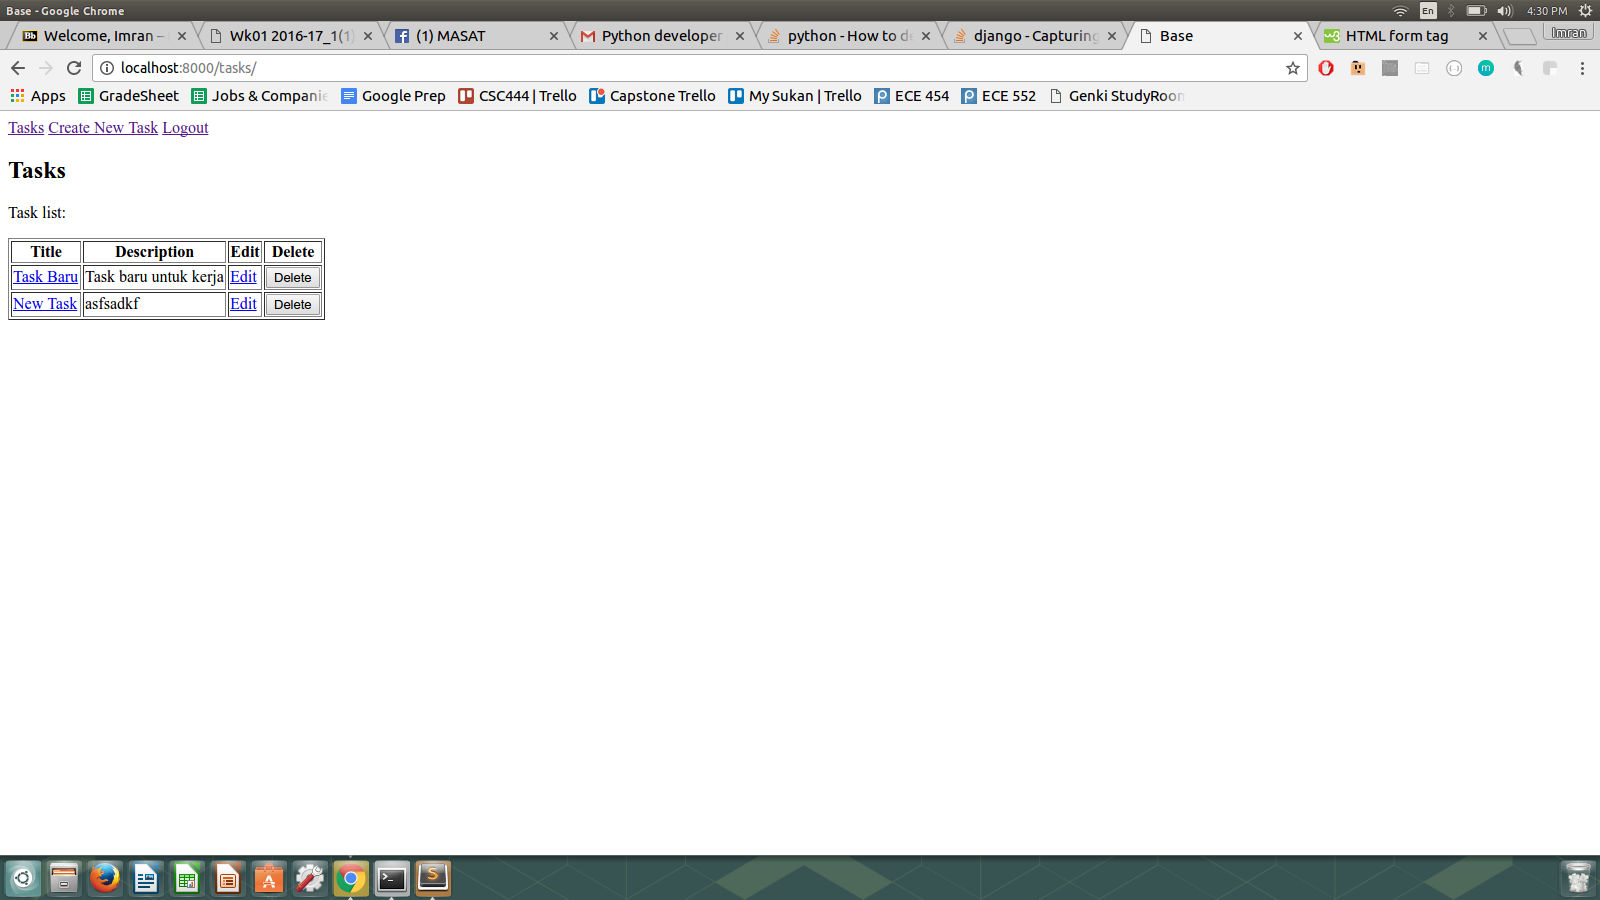 Base - Google Chrome
En
4:30 PM
Welcome, Imran –
Wk01 2016-17_1(1)
(1) MASAT
Python developer
python - How to d
django - Capturing
Base
HTML form tag
Imran
localhost:8000/tasks/
Apps
GradeSheet
Jobs & Companie
Google Prep
CSC444 | Trello
Capstone Trello
My Sukan | Trello
ECE 454
ECE 552
Genki StudyRoom
Tasks Create New Task Logout
Tasks
Task list:
Title Description Edit Delete
Task Baru Task baru untuk kerja Edit Delete
New Task asfsadkf Edit Delete